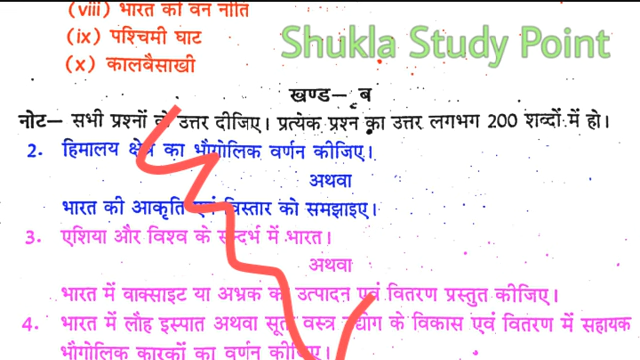 (viii) भारत की वन नीति
(ix) पश्चिमी घाट
(x) कालवैसाखी
Shukla Study Point
खण्ड—ब
नोट— सभी प्रश्नों के उत्तर दीजिए। प्रत्येक प्रश्न का उत्तर लगभग 200 शब्दों में हो।
2. हिमालय क्षेत्र का भौगोलिक वर्णन कीजिए।
अथवा
भारत की आकृति एवं विस्तार को समझाइए।
3. एशिया और विश्व के सन्दर्भ में भारत।
अथवा
भारत में वाक्साइट या अभ्रक का उत्पादन एवं वितरण प्रस्तुत कीजिए।
4. भारत में लौह इस्पात अथवा सूती वस्त्र उद्योग के विकास एवं वितरण में सहायक
भौगोलिक कारकों का वर्णन कीजिए।